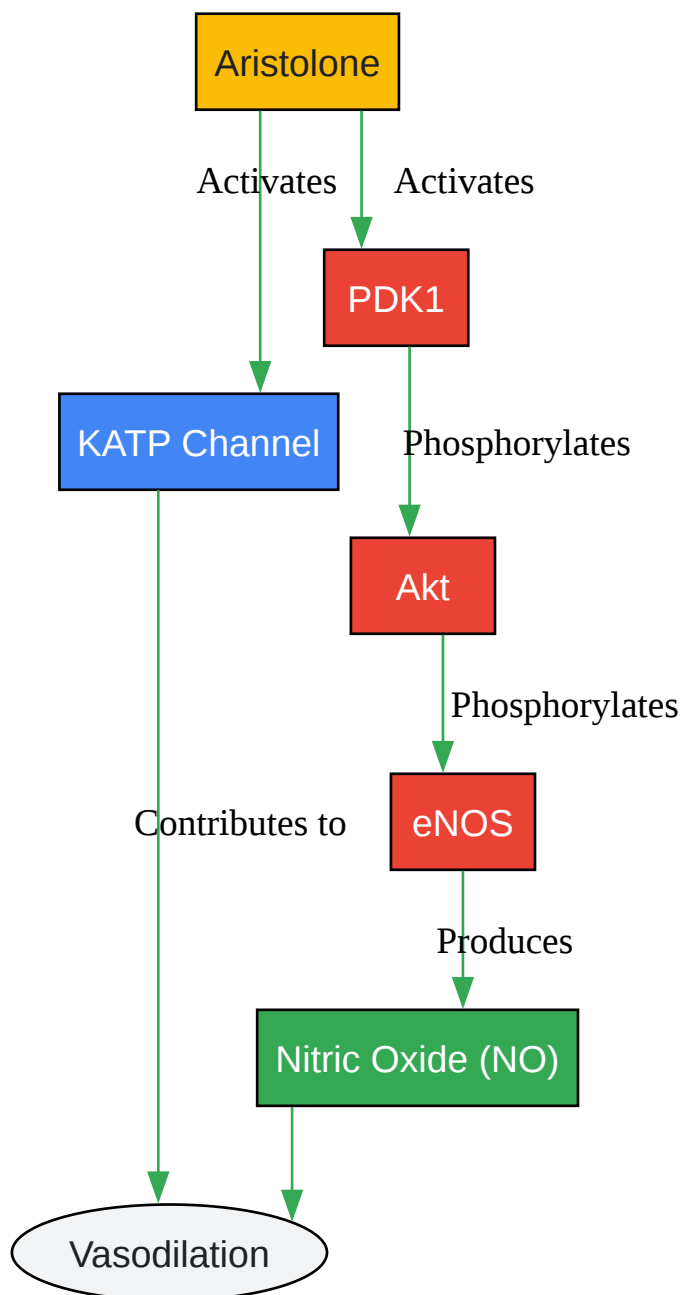 Aristolone
Activates
Activates
PDK1
KATP Channel
Phosphorylates
Akt
Phosphorylates
Contributes to
eNOS
Produces
Nitric Oxide (NO)
Vasodilation